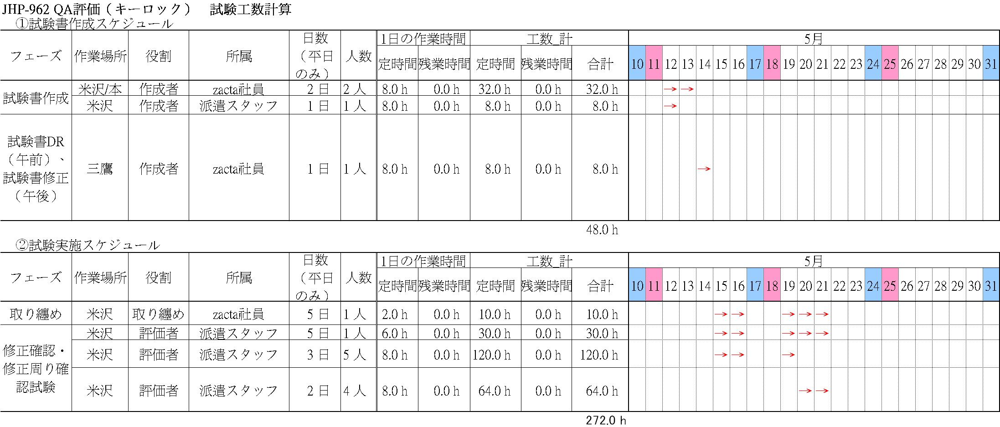 JHP-962 QA評価（キーロック）　試験工数計算
①試験書作成スケジュール
フェーズ 作業場所 役割 所属 日数（平日のみ） 人数 1日の作業時間 工数_計 5月
定時間 残業時間 定時間 残業時間 合計 10 11 12 13 14 15 16 17 18 19 20 21 22 23 24 25 26 27 28 29 30 31
試験書作成 米沢/本 作成者 zacta社員 2 日 2 人 8.0 h 0.0 h 32.0 h 0.0 h 32.0 h → →
米沢 作成者 派遣スタッフ 1 日 1 人 8.0 h 0.0 h 8.0 h 0.0 h 8.0 h →
試験書DR
（午前）、
試験書修正
（午後）
三鷹 作成者 zacta社員 1 日 1 人 8.0 h 0.0 h 8.0 h 0.0 h 8.0 h →
48.0 h
②試験実施スケジュール
フェーズ 作業場所 役割 所属 日数（平日のみ） 人数 1日の作業時間 工数_計 5月
定時間 残業時間 定時間 残業時間 合計 10 11 12 13 14 15 16 17 18 19 20 21 22 23 24 25 26 27 28 29 30 31
取り纏め 米沢 取り纏め zacta社員 5 日 1 人 2.0 h 0.0 h 10.0 h 0.0 h 10.0 h → → → → →
修正確認・
修正周り確
認試験
米沢 評価者 派遣スタッフ 5 日 1 人 6.0 h 0.0 h 30.0 h 0.0 h 30.0 h → → → → →
米沢 評価者 派遣スタッフ 3 日 5 人 8.0 h 0.0 h 120.0 h 0.0 h 120.0 h → → →
米沢 評価者 派遣スタッフ 2 日 4 人 8.0 h 0.0 h 64.0 h 0.0 h 64.0 h → →
272.0 h